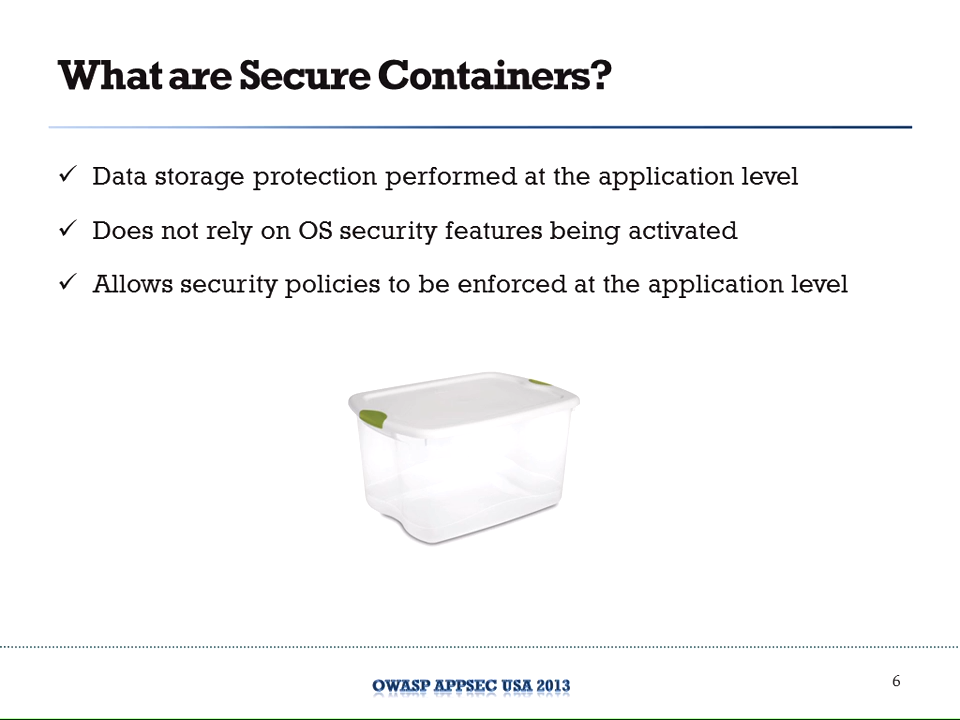 What are Secure Containers?
✓ Data storage protection performed at the application level
✓ Does not rely on OS security features being activated
✓ Allows security policies to be enforced at the application level
OWASP APPSEC USA 2013
6